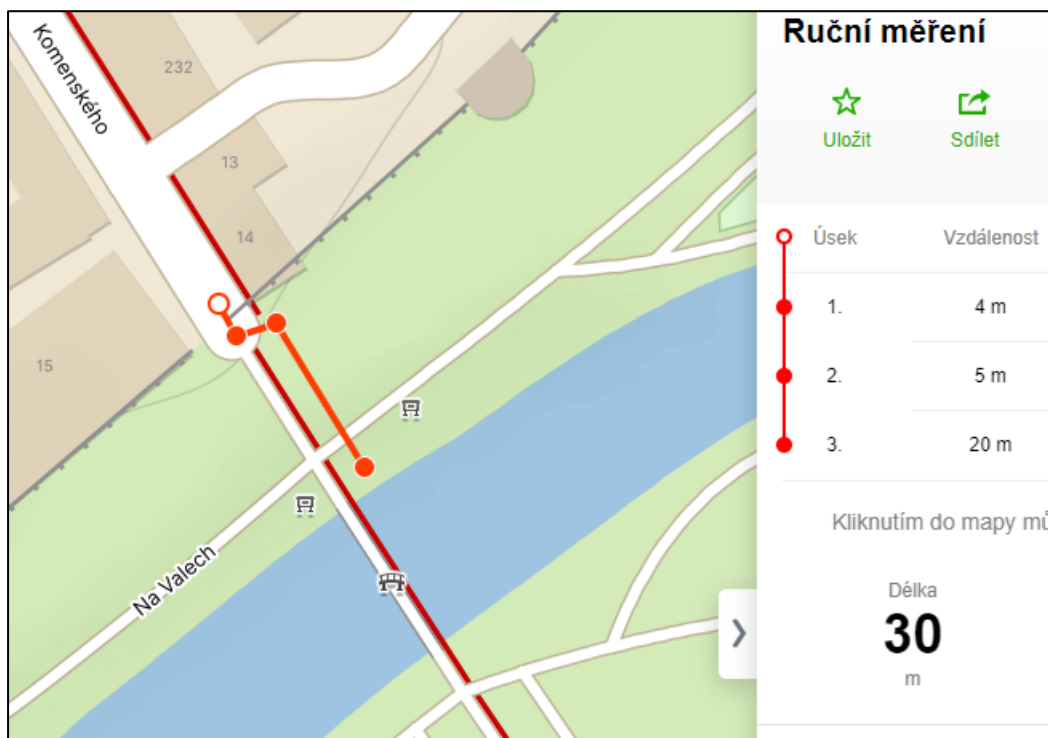 Komenského
232
13
14
15
Na Valech
Ruční měření
Uložit
Sdílet
Úsek Vzdálenost
1. 4 m
2. 5 m
3. 20 m
Kliknutím do mapy mů
Délka
30
m